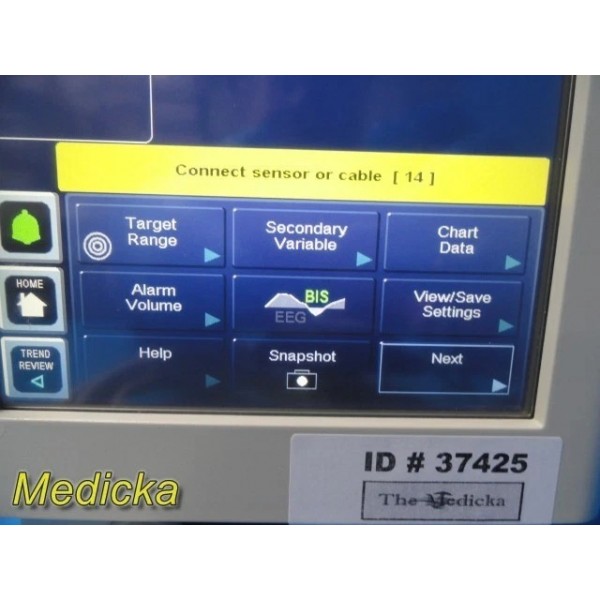 Connect sensor or cable [ 14 ]
Target
Range
Secondary
Variable
Chart
Data
HOME
Alarm
Volume
BIS
EEG
View/Save
Settings
TREND
REVIEW
Help
Snapshot
Next
ID # 37425
The Medicka
Medicka